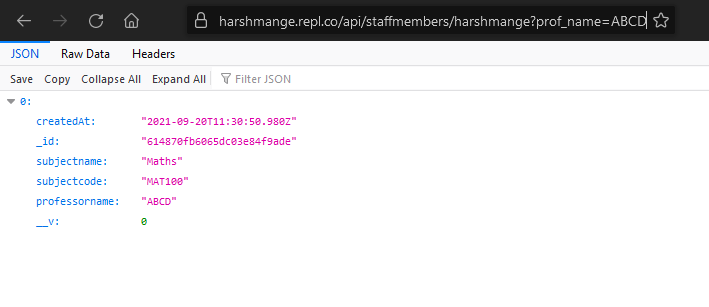 harshmange.repl.co/api/staffmembers/harshmange?prof_name=ABCD
JSON Raw Data Headers
Save Copy Collapse All Expand All Filter JSON
0:
createdAt: "2021-09-20T11:30:50.980Z"
_id: "614870fb6065dc03e84f9ade"
subjectname: "Maths"
subjectcode: "MAT100"
professorname: "ABCD"
__v: 0